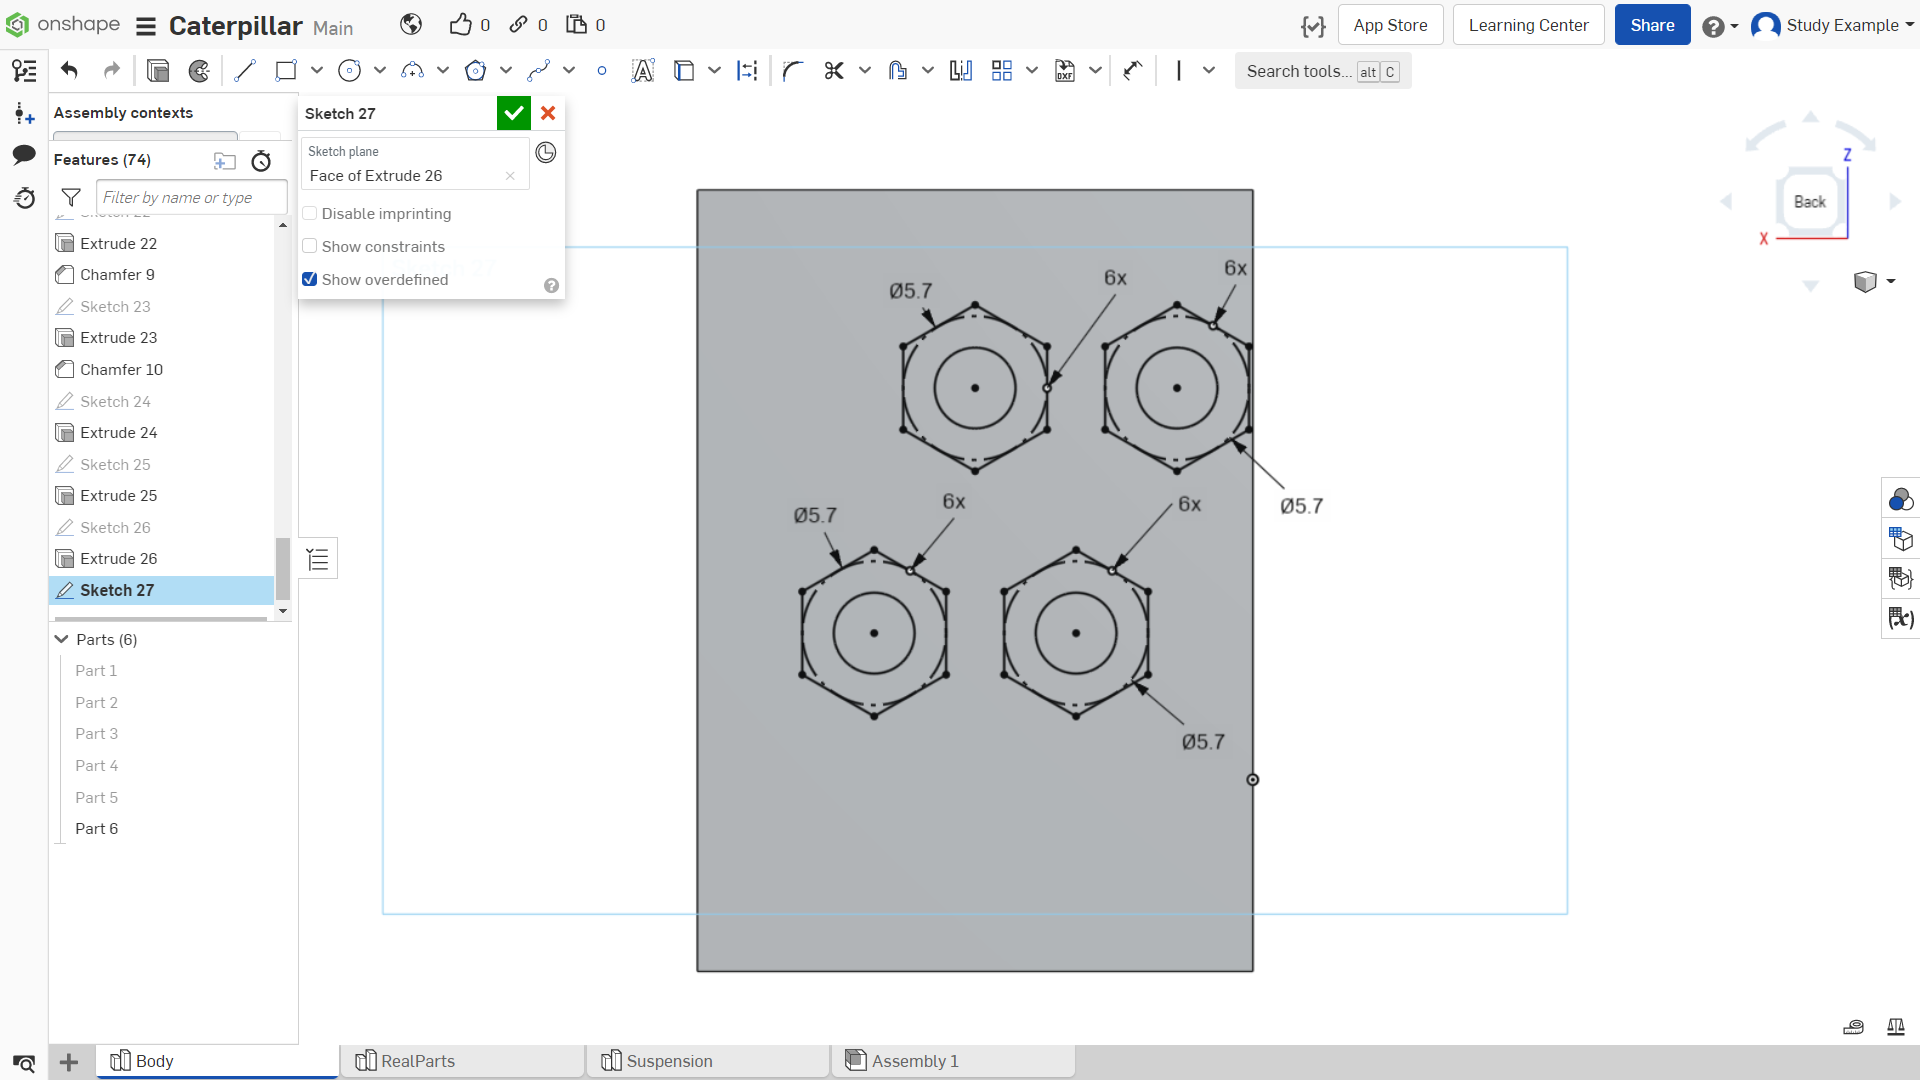 onshape Caterpillar Main 0 0 0 App Store Learning Center Share Study Example
Search tools... alt C
Assembly contexts
Features (74)
Filter by name or type
Sketch 22
Extrude 22
Chamfer 9
Sketch 23
Extrude 23
Chamfer 10
Sketch 24
Extrude 24
Sketch 25
Extrude 25
Sketch 26
Extrude 26
Sketch 27
Parts (6)
Part 1
Part 2
Part 3
Part 4
Part 5
Part 6
Sketch 27
Sketch plane
Face of Extrude 26
Disable imprinting
Show constraints
Show overdefined
Ø5.7
6x
6x
Ø5.7
Ø5.7
6x
6x
Ø5.7
Z
Back
X
Body RealParts Suspension Assembly 1